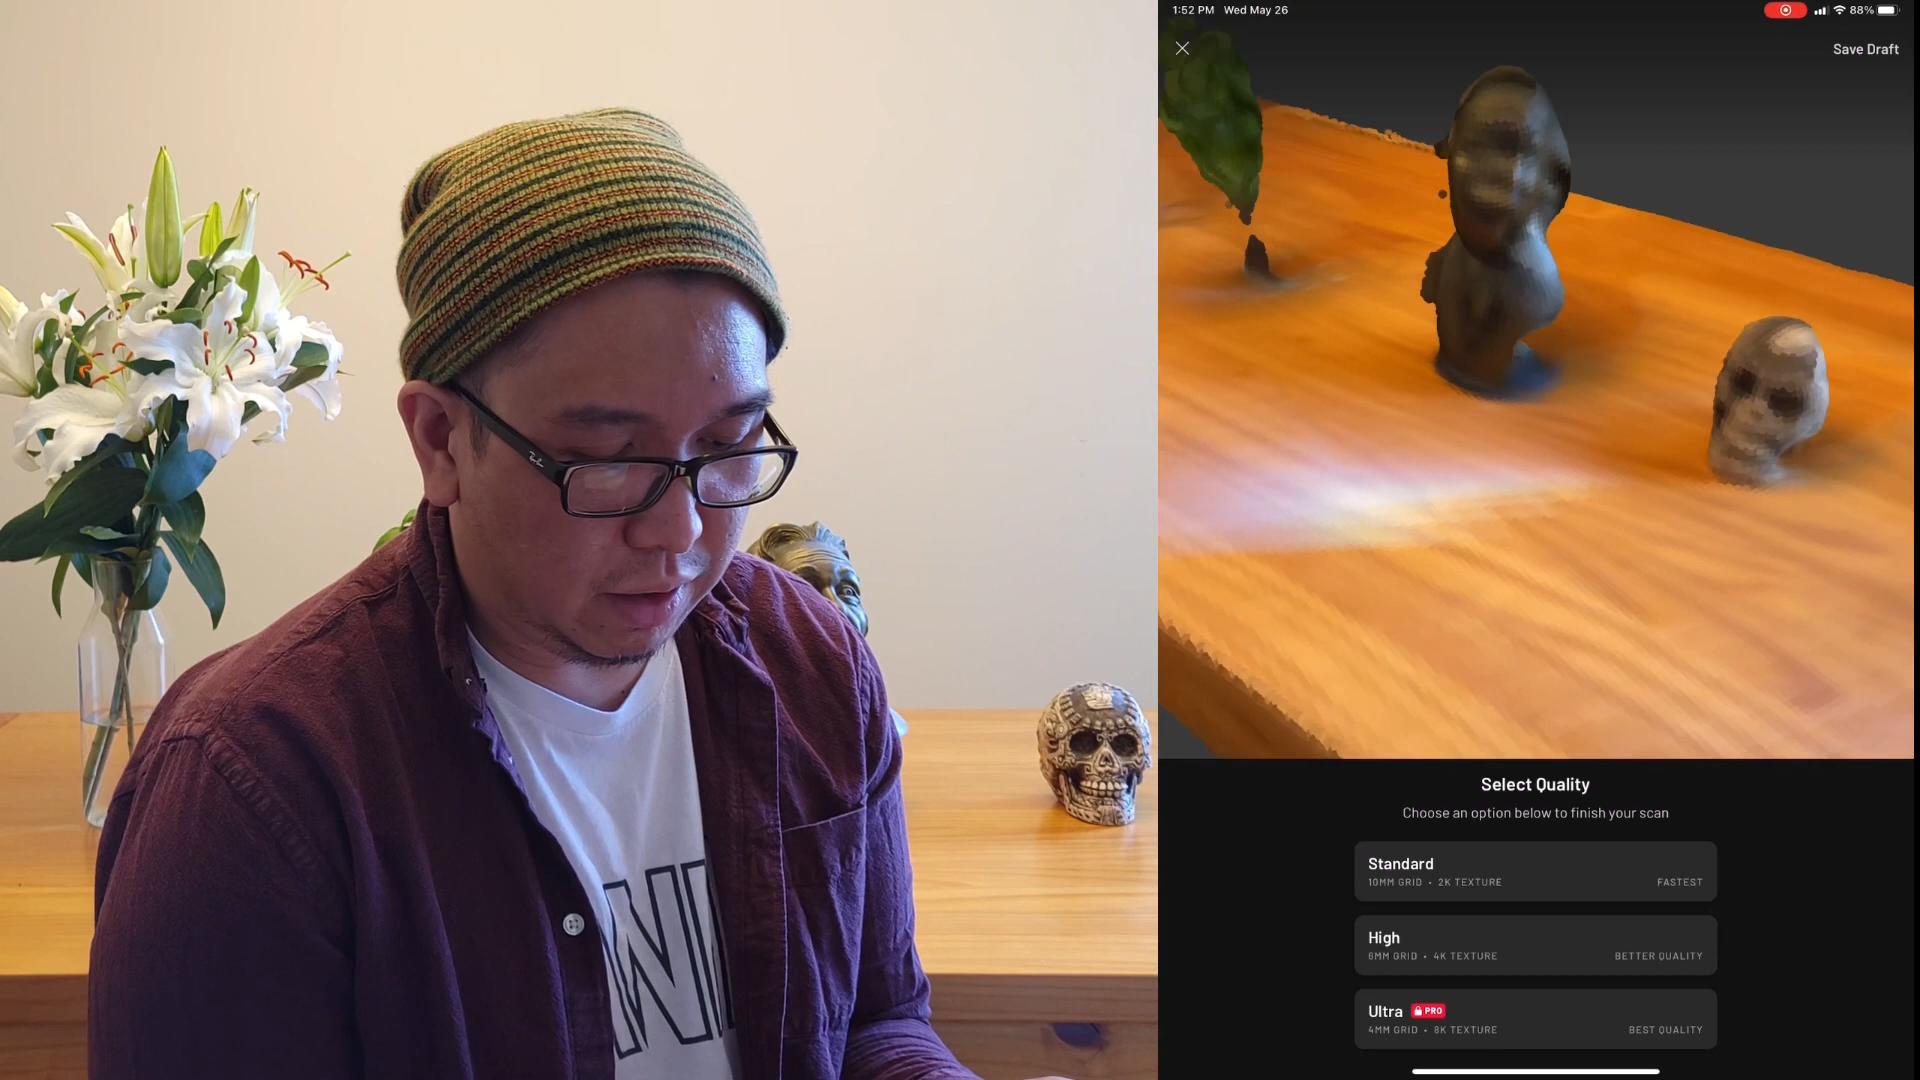 Ray-Ban
1:52 PM Wed May 26
88%
Save Draft
Select Quality
Choose an option below to finish your scan
Standard
10MM GRID • 2K TEXTURE
FASTEST
High
6MM GRID • 4K TEXTURE
BETTER QUALITY
Ultra PRO
4MM GRID • 8K TEXTURE
BEST QUALITY